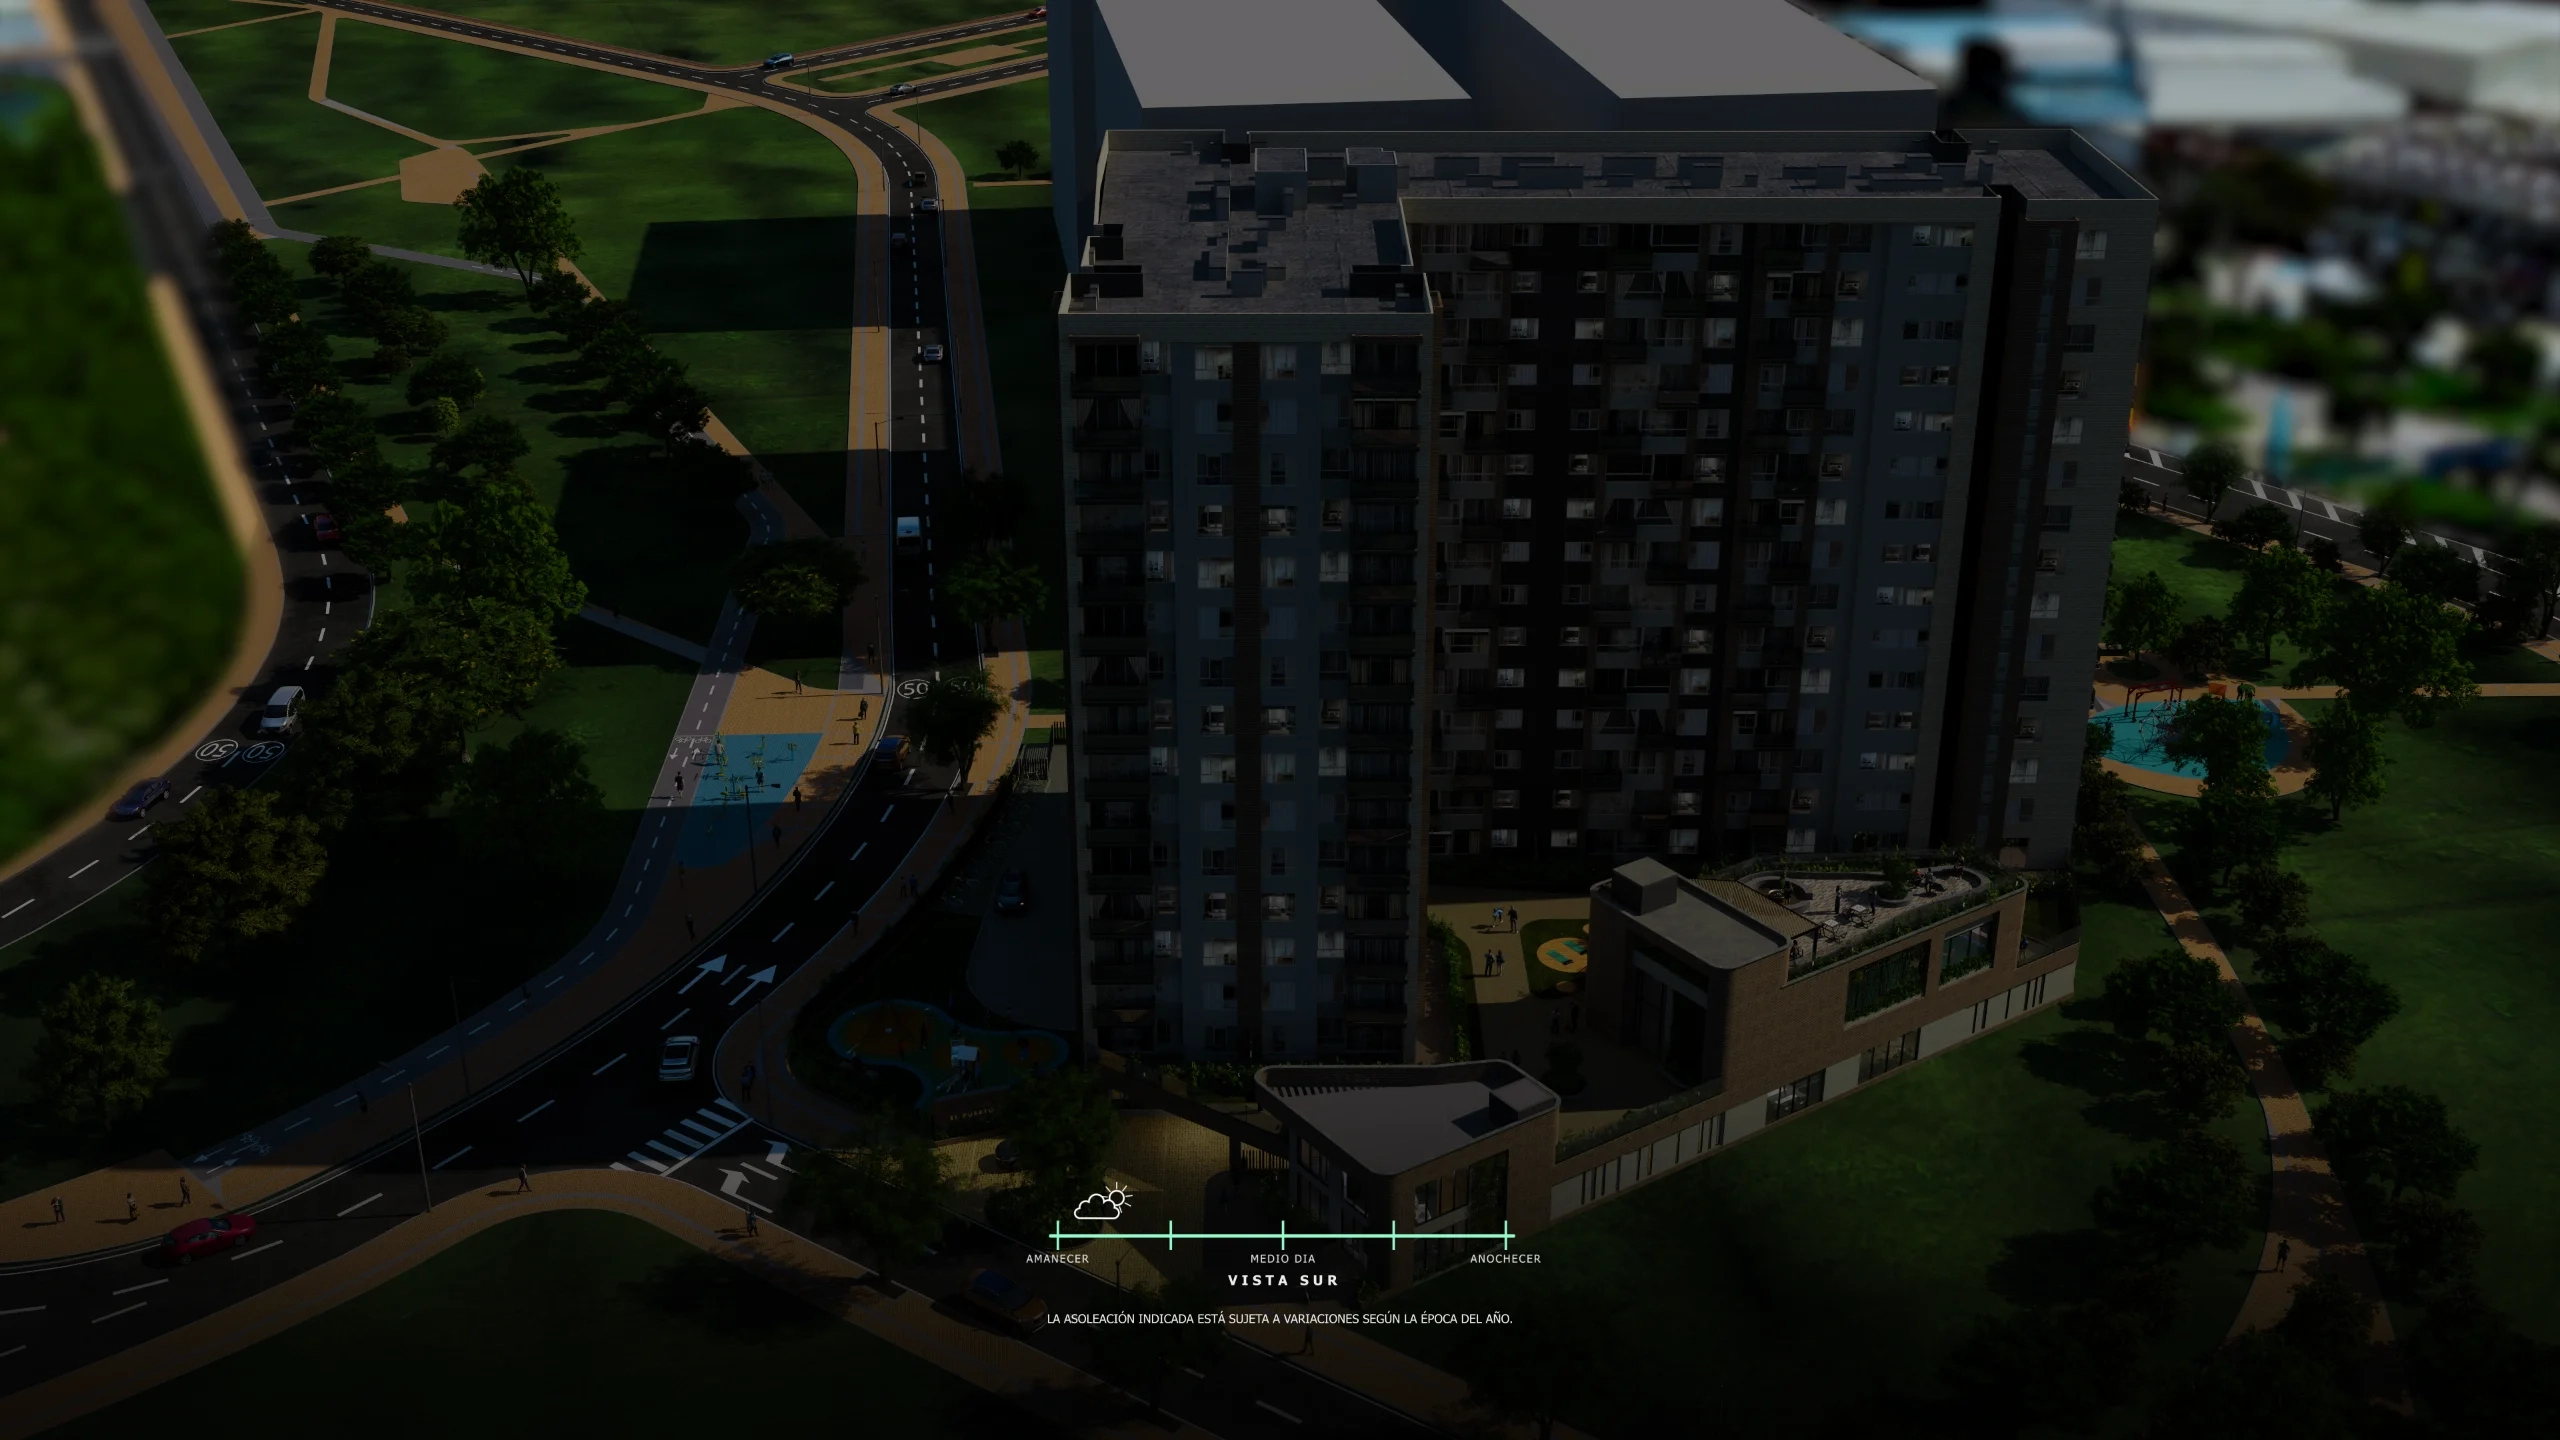 50
50
50
50
AMANECER
MEDIO DIA
ANOCHECER
VISTA SUR
LA ASOLEACIÓN INDICADA ESTÁ SUJETA A VARIACIONES SEGÚN LA ÉPOCA DEL AÑO.